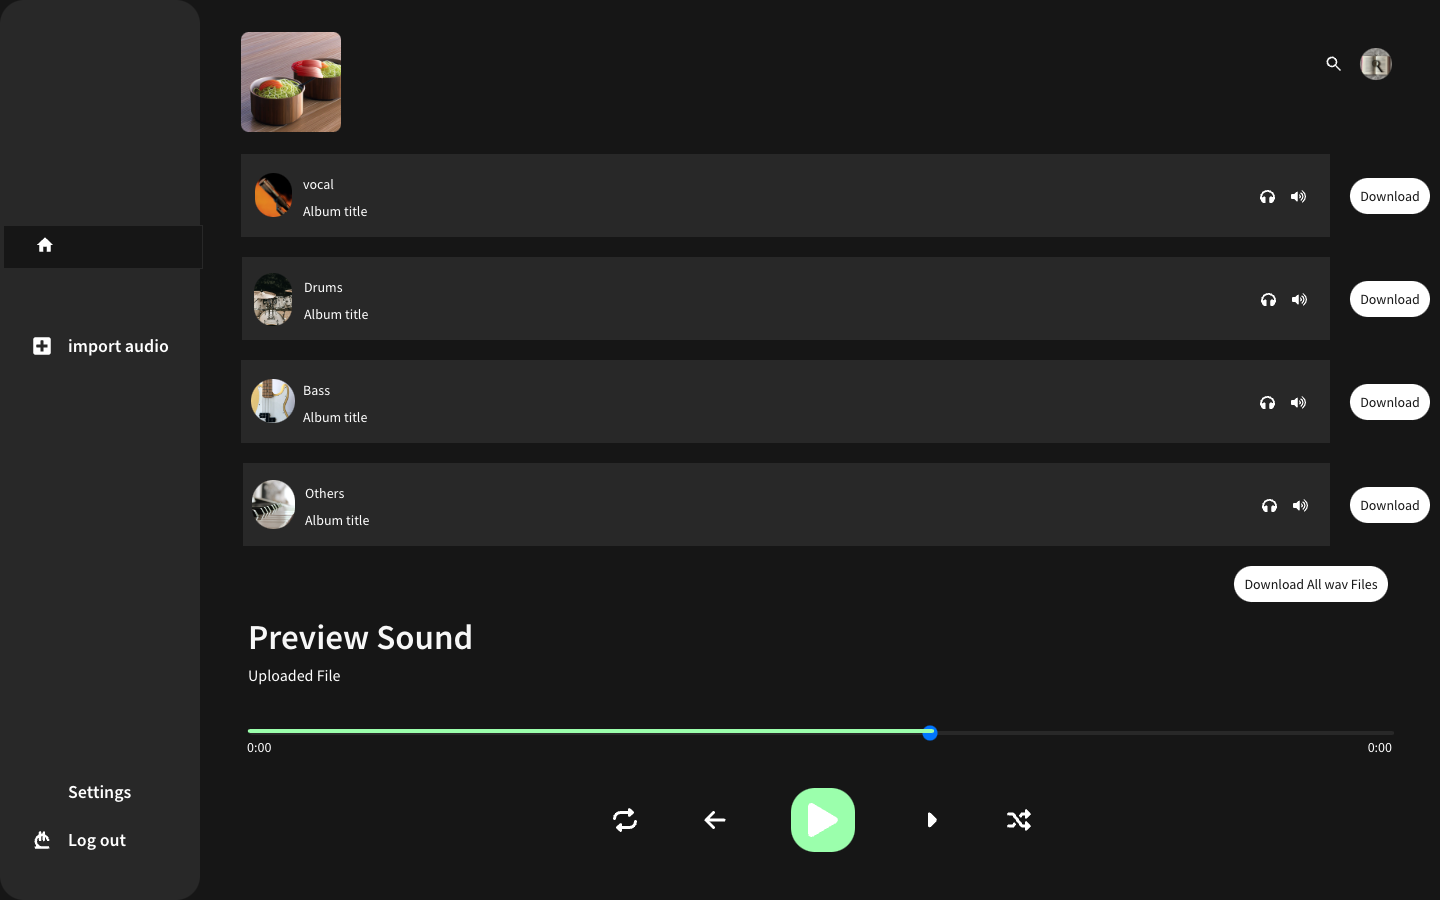 R
vocal
Album title
Download
Drums
Album title
Download
import audio
Bass
Album title
Download
Others
Album title
Download
Download All wav Files
Preview Sound
Uploaded File
0:00
0:00
Settings
Log out